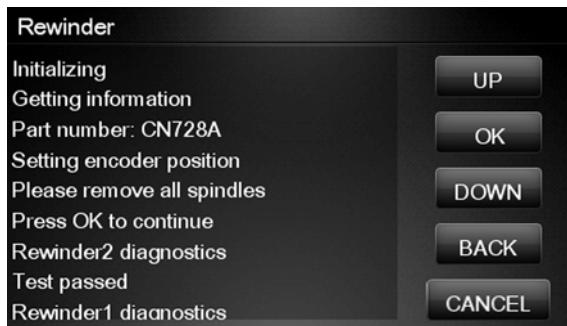 Rewinder
Initializing
Getting information
Part number: CN728A
Setting encoder position
Please remove all spindles
Press OK to continue
Rewinder2 diagnostics
Test passed
Rewinder1 diagnostics
UP
OK
DOWN
BACK
CANCEL